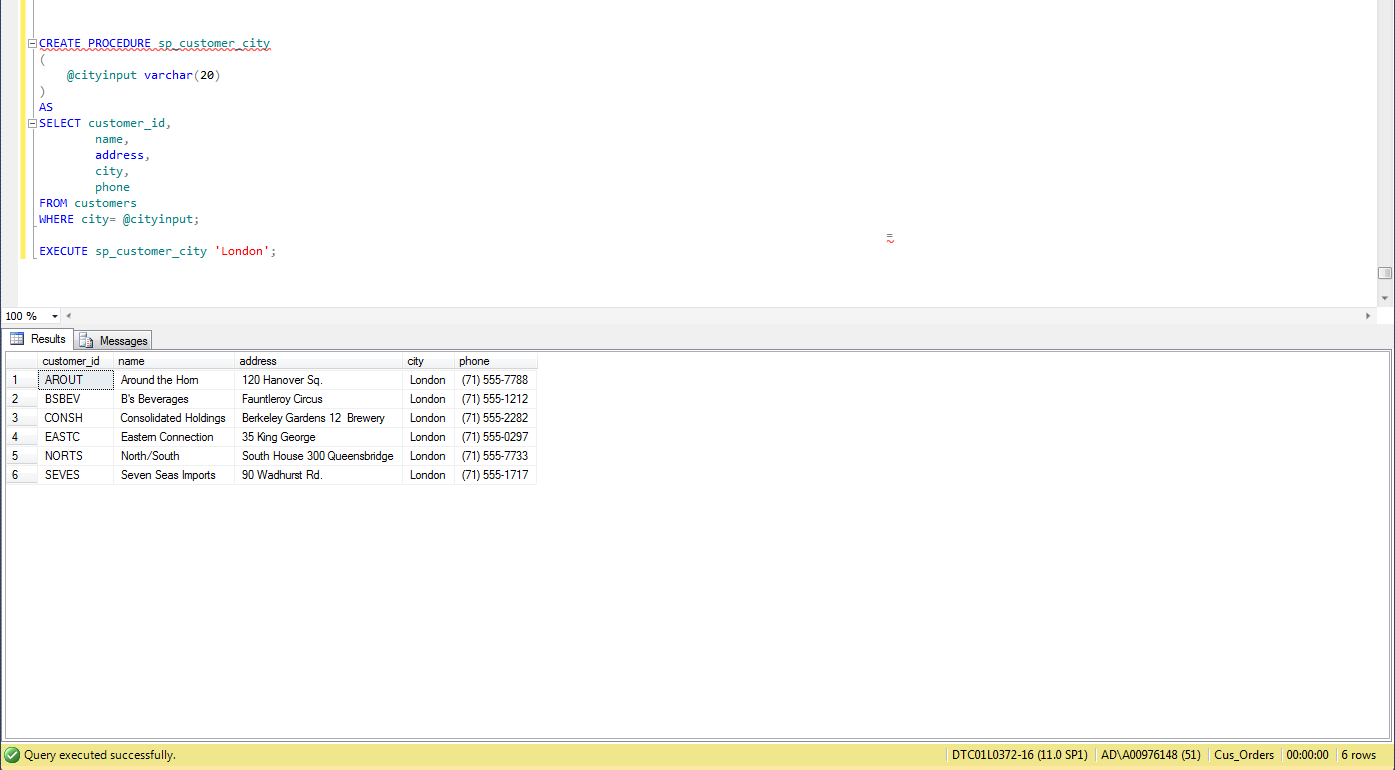 CREATE PROCEDURE sp_customer_city
(
@cityinput varchar(20)
)
AS
SELECT customer_id,
name,
address,
city,
phone
FROM customers
WHERE city= @cityinput;
=
EXECUTE sp_customer_city 'London';
100 %
Results Messages
customer_id name address city phone
1 AROUT Around the Horn 120 Hanover Sq. London (71) 555-7788
2 BSBEV B's Beverages Fauntleroy Circus London (71) 555-1212
3 CONSH Consolidated Holdings Berkeley Gardens 12  Brewery London (71) 555-2282
4 EASTC Eastern Connection 35 King George London (71) 555-0297
5 NORTS North/South South House 300 Queensbridge London (71) 555-7733
6 SEVES Seven Seas Imports 90 Wadhurst Rd. London (71) 555-1717
Query executed successfully. DTC01L0372-16 (11.0 SP1) AD\A00976148 (51) Cus_Orders 00:00:00 6 rows